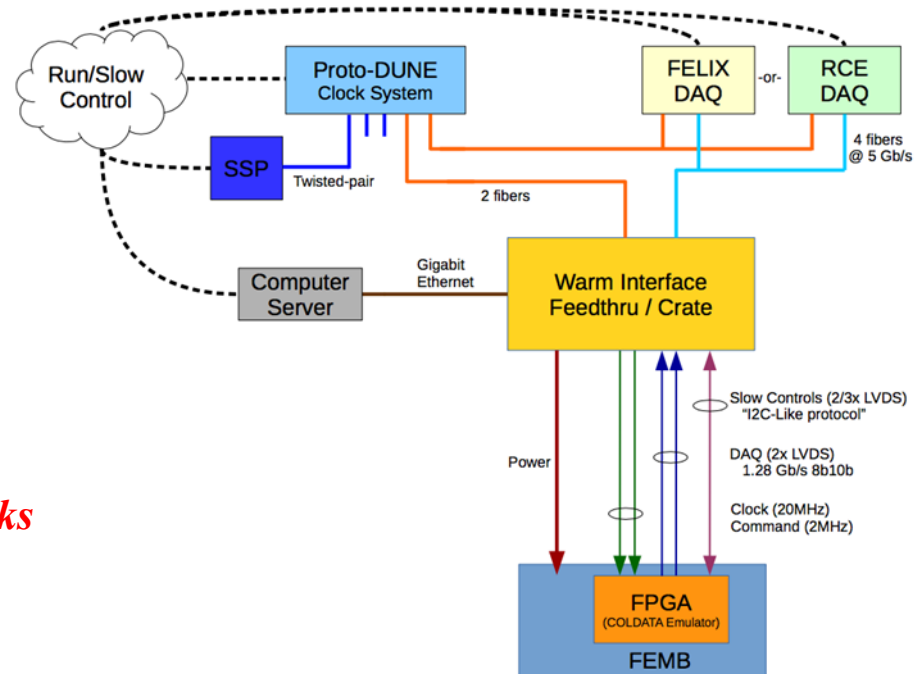 Run/Slow
Control
Proto-DUNE
Clock System
FELIX
DAQ
-or-
RCE
DAQ
4 fibers
@ 5 Gb/s
SSP
Twisted-pair
2 fibers
Computer
Server
Gigabit
Ethernet
Warm Interface
Feedthru / Crate
Slow Controls (2/3x LVDS)
"I2C-Like protocol"
Power
DAQ (2x LVDS)
1.28 Gb/s 8b10b
ks
Clock (20MHz)
Command (2MHz)
FPGA
(COLDATA Emulator)
FEMB